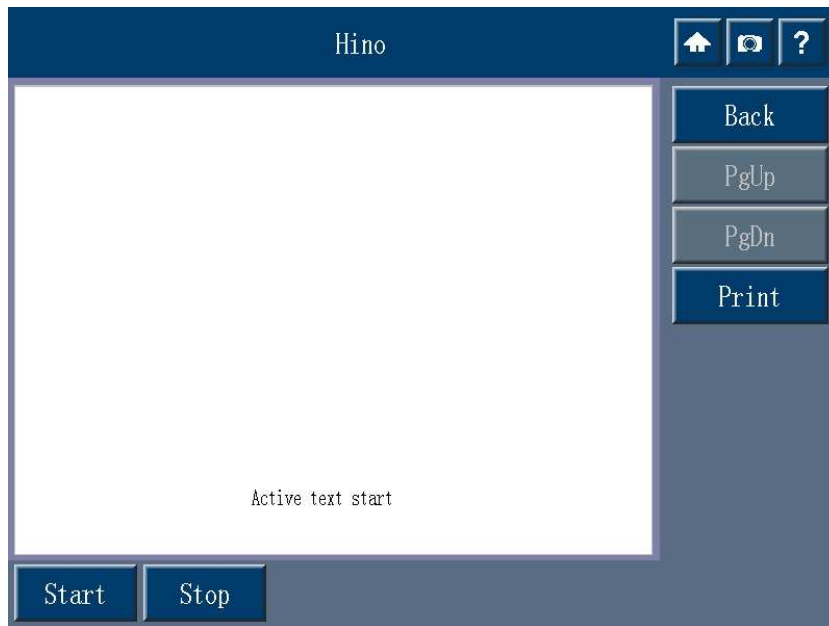 Hino
?
Back
PgUp
PgDn
Print
Active text start
Start Stop